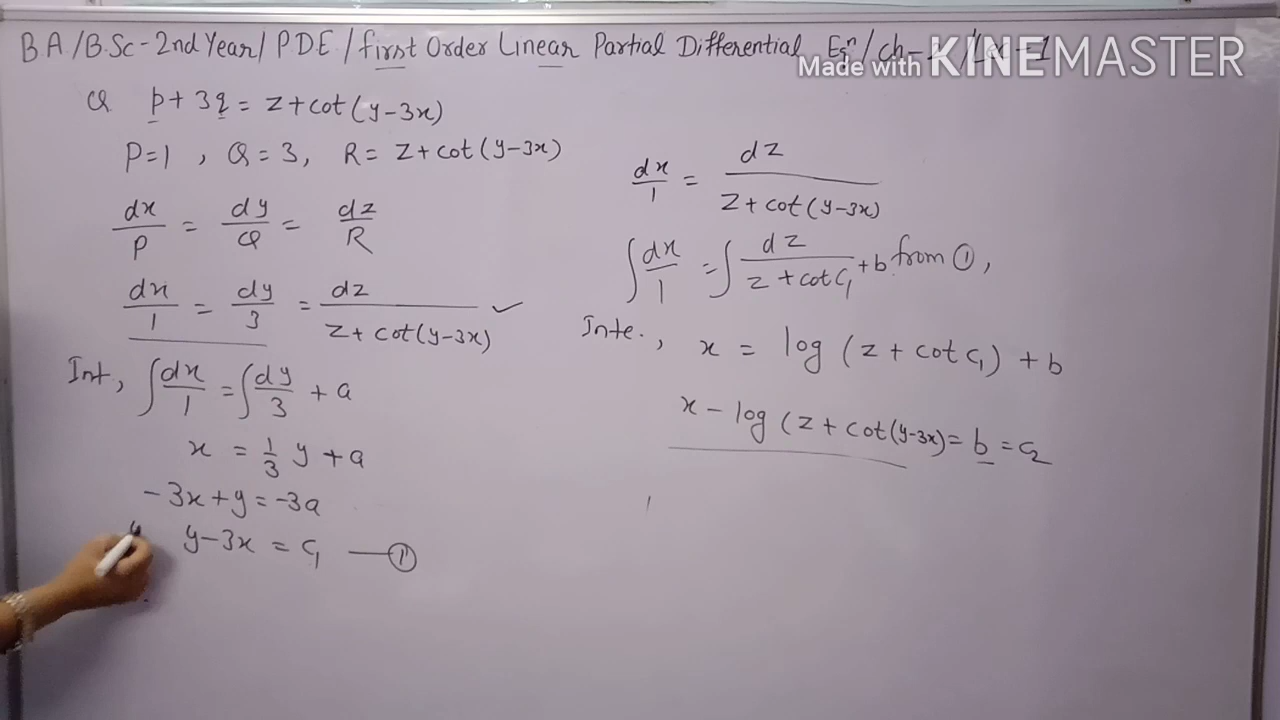 BA/B.Sc-2nd Year/PDE/first Order Linear Partial Differential Eqⁿ/ch-
Made with KINEMASTER
Q p + 3q = z + cot(y-3x)
P=1, Q=3, R= z+cot(y-3x)
dx/P = dy/Q = dz/R
dx/1 = dy/3 = dz/(z+cot(y-3x)) ✓
Int, ∫dx/1 = ∫dy/3 + a
x = 1/3 y + a
-3x+y = -3a
y-3x = c₁ —①
dx/1 = dz/(z+cot(y-3x))
∫dx/1 = ∫dz/(z+cot c₁) + b from ①,
Inte., x = log (z+cot c₁) + b
x - log (z+cot(y-3x) = b = c₂